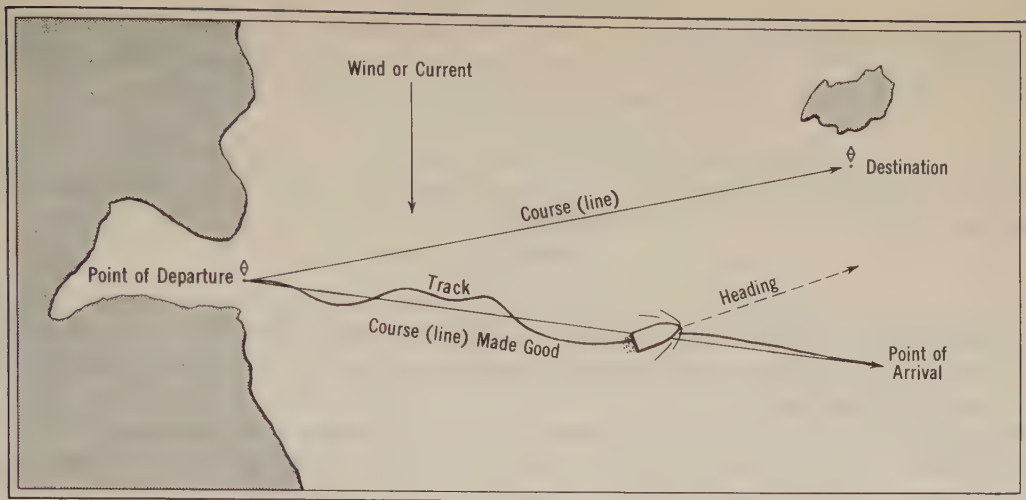 Wind or Current
Destination
Course (line)
Point of Departure
Track
Heading
Course (line) Made Good
Point of
Arrival